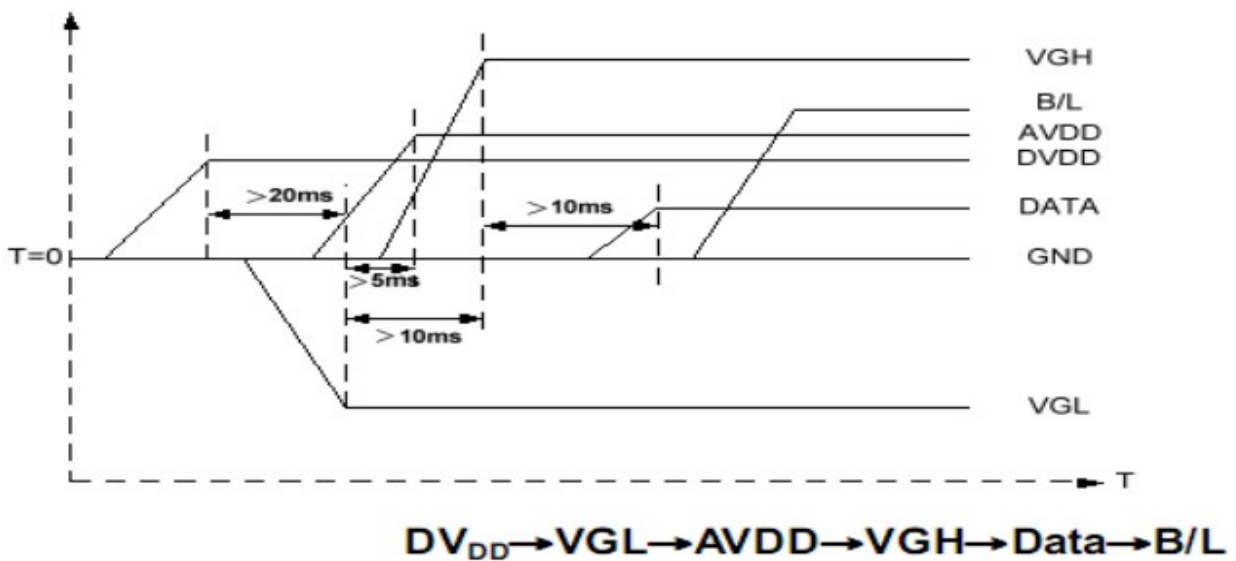 VGH
B/L
AVDD
DVDD
>20ms
>10ms
DATA
T=0
GND
>5ms
>10ms
VGL
T
DVDD→VGL→AVDD→VGH→Data→B/L